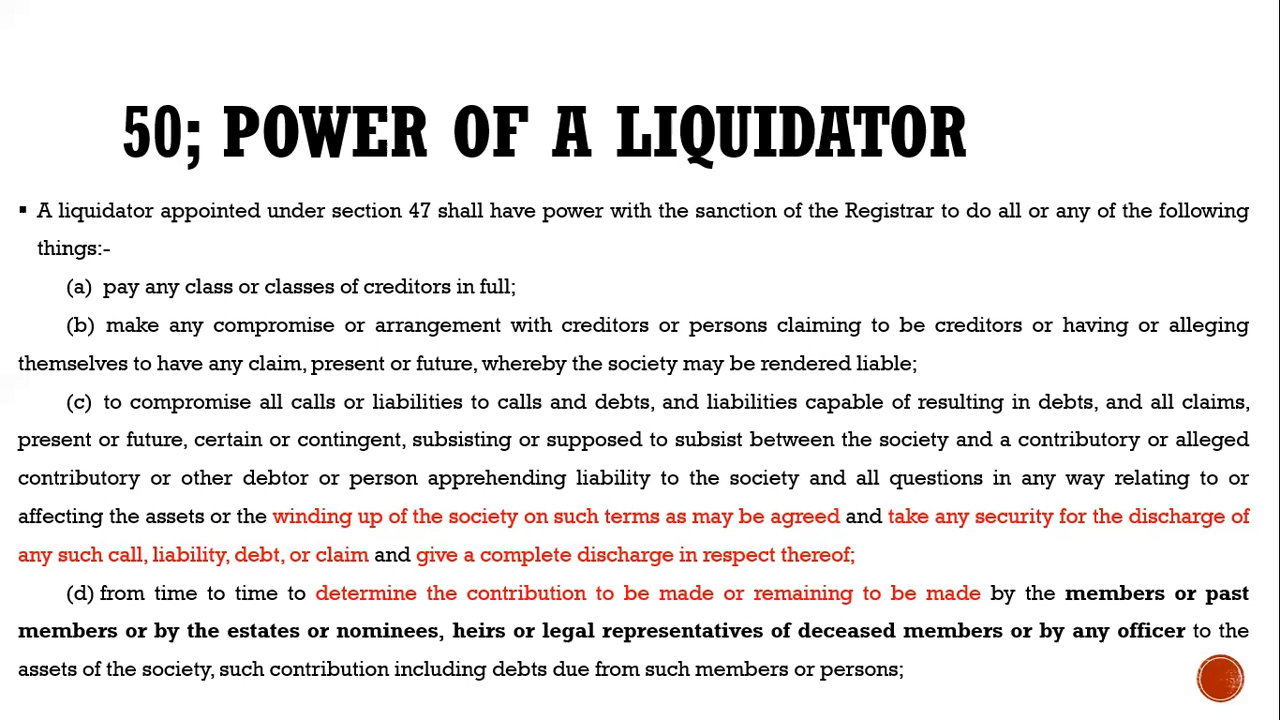 50; POWER OF A LIQUIDATOR
▪ A liquidator appointed under section 47 shall have power with the sanction of the Registrar to do all or any of the following
things:-
(a) pay any class or classes of creditors in full;
(b) make any compromise or arrangement with creditors or persons claiming to be creditors or having or alleging
themselves to have any claim, present or future, whereby the society may be rendered liable;
(c) to compromise all calls or liabilities to calls and debts, and liabilities capable of resulting in debts, and all claims,
present or future, certain or contingent, subsisting or supposed to subsist between the society and a contributory or alleged
contributory or other debtor or person apprehending liability to the society and all questions in any way relating to or
affecting the assets or the winding up of the society on such terms as may be agreed and take any security for the discharge of
any such call, liability, debt, or claim and give a complete discharge in respect thereof;
(d) from time to time to determine the contribution to be made or remaining to be made by the members or past
members or by the estates or nominees, heirs or legal representatives of deceased members or by any officer to the
assets of the society, such contribution including debts due from such members or persons;